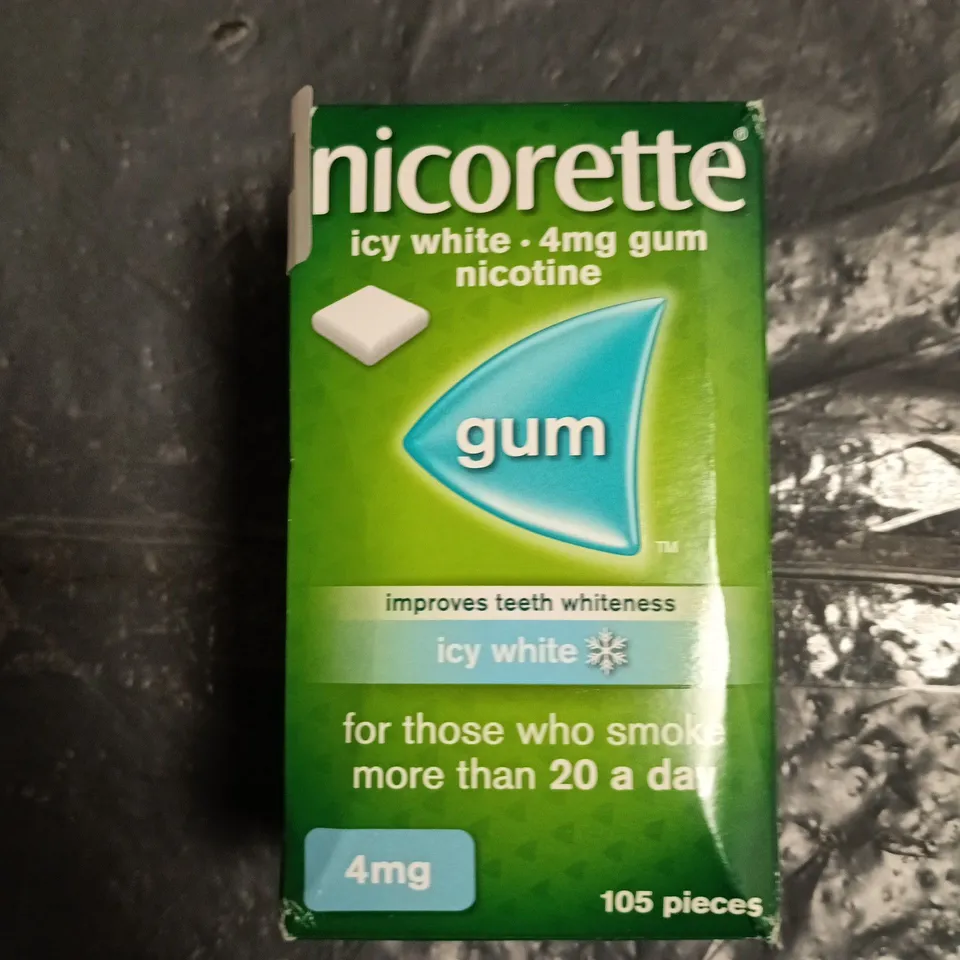 nicorette®
icy white · 4mg gum
nicotine
gum
™
improves teeth whiteness
icy white
for those who smoke
more than 20 a day
4mg
105 pieces